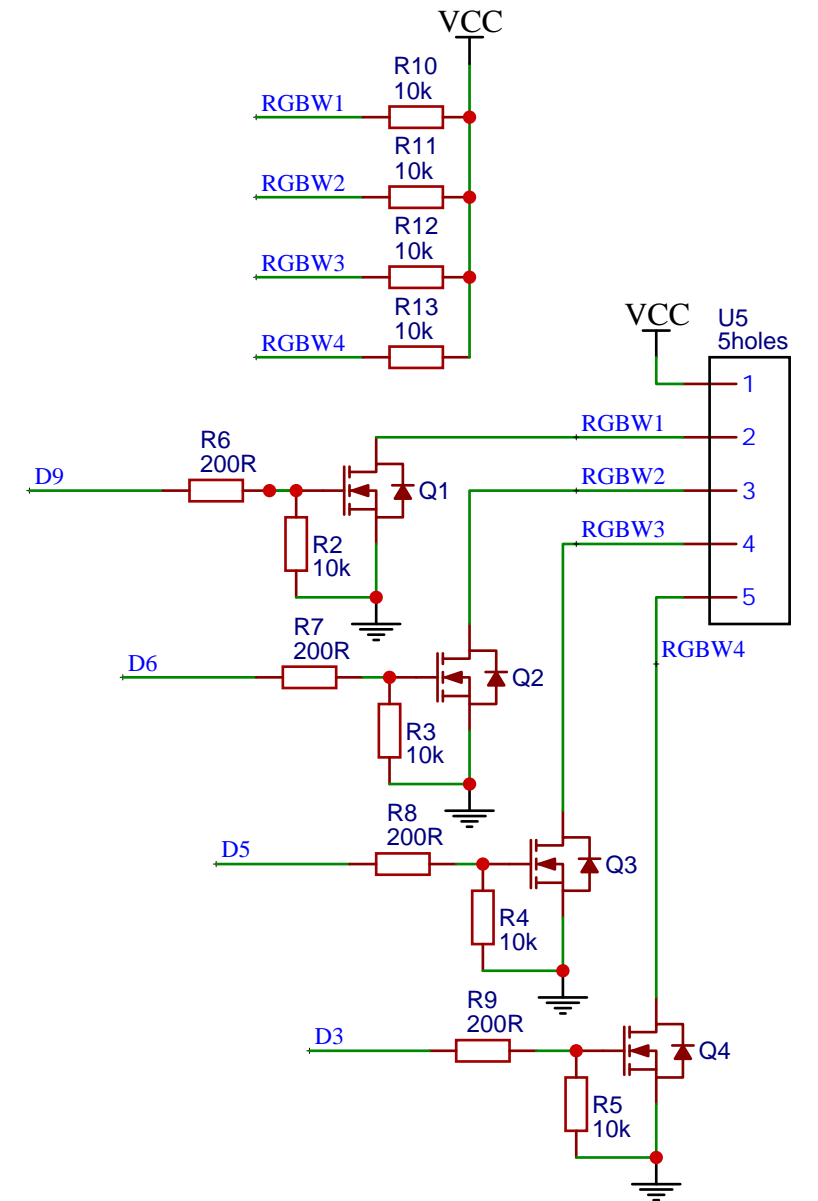 VCC
R10
10k
RGBW1
R11
10k
RGBW2
R12
10k
RGBW3
R13
10k
RGBW4
VCC
U5
5holes
1
RGBW1
2
R6
200R
D9
Q1
RGBW2
3
RGBW3
4
R2
10k
5
R7
200R
RGBW4
D6
Q2
R3
10k
R8
200R
D5
Q3
R4
10k
R9
200R
D3
Q4
R5
10k